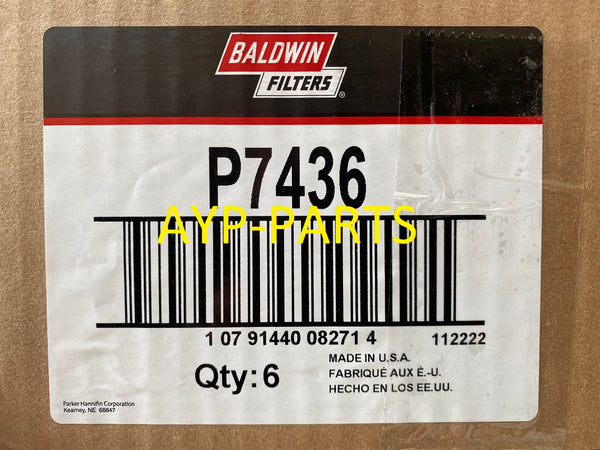 BALDWIN
FILTERS®
P7436
AYP-PARTS
1 07 91440 08271 4
112222
Qty: 6
MADE IN U.S.A.
FABRIQUÉ AUX É.-U.
HECHO EN LOS EE.UU.
Parker Hannifin Corporation
Kearney, NE 68847